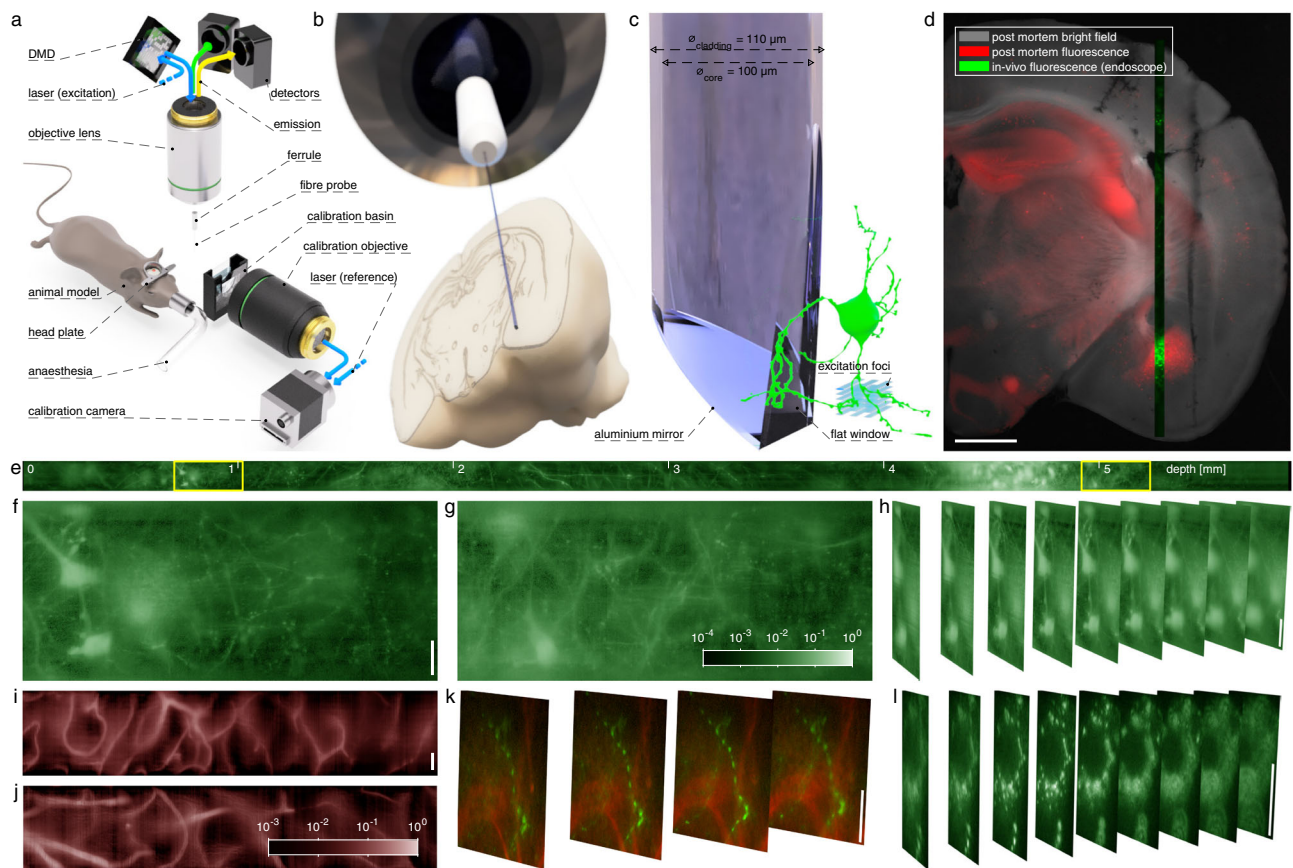 a
DMD
laser (excitation)
objective lens
detectors
emission
ferrule
fibre probe
calibration basin
calibration objective
laser (reference)
animal model
head plate
anaesthesia
calibration camera
b
c
⌀cladding = 110 µm
⌀core = 100 µm
excitation foci
aluminium mirror
flat window
d
post mortem bright field
post mortem fluorescence
in-vivo fluorescence (endoscope)
e
0 1 2 3 4 5 depth [mm]
f
g
10⁻⁴ 10⁻³ 10⁻² 10⁻¹ 10⁰
h
i
j
10⁻³ 10⁻² 10⁻¹ 10⁰
k
l